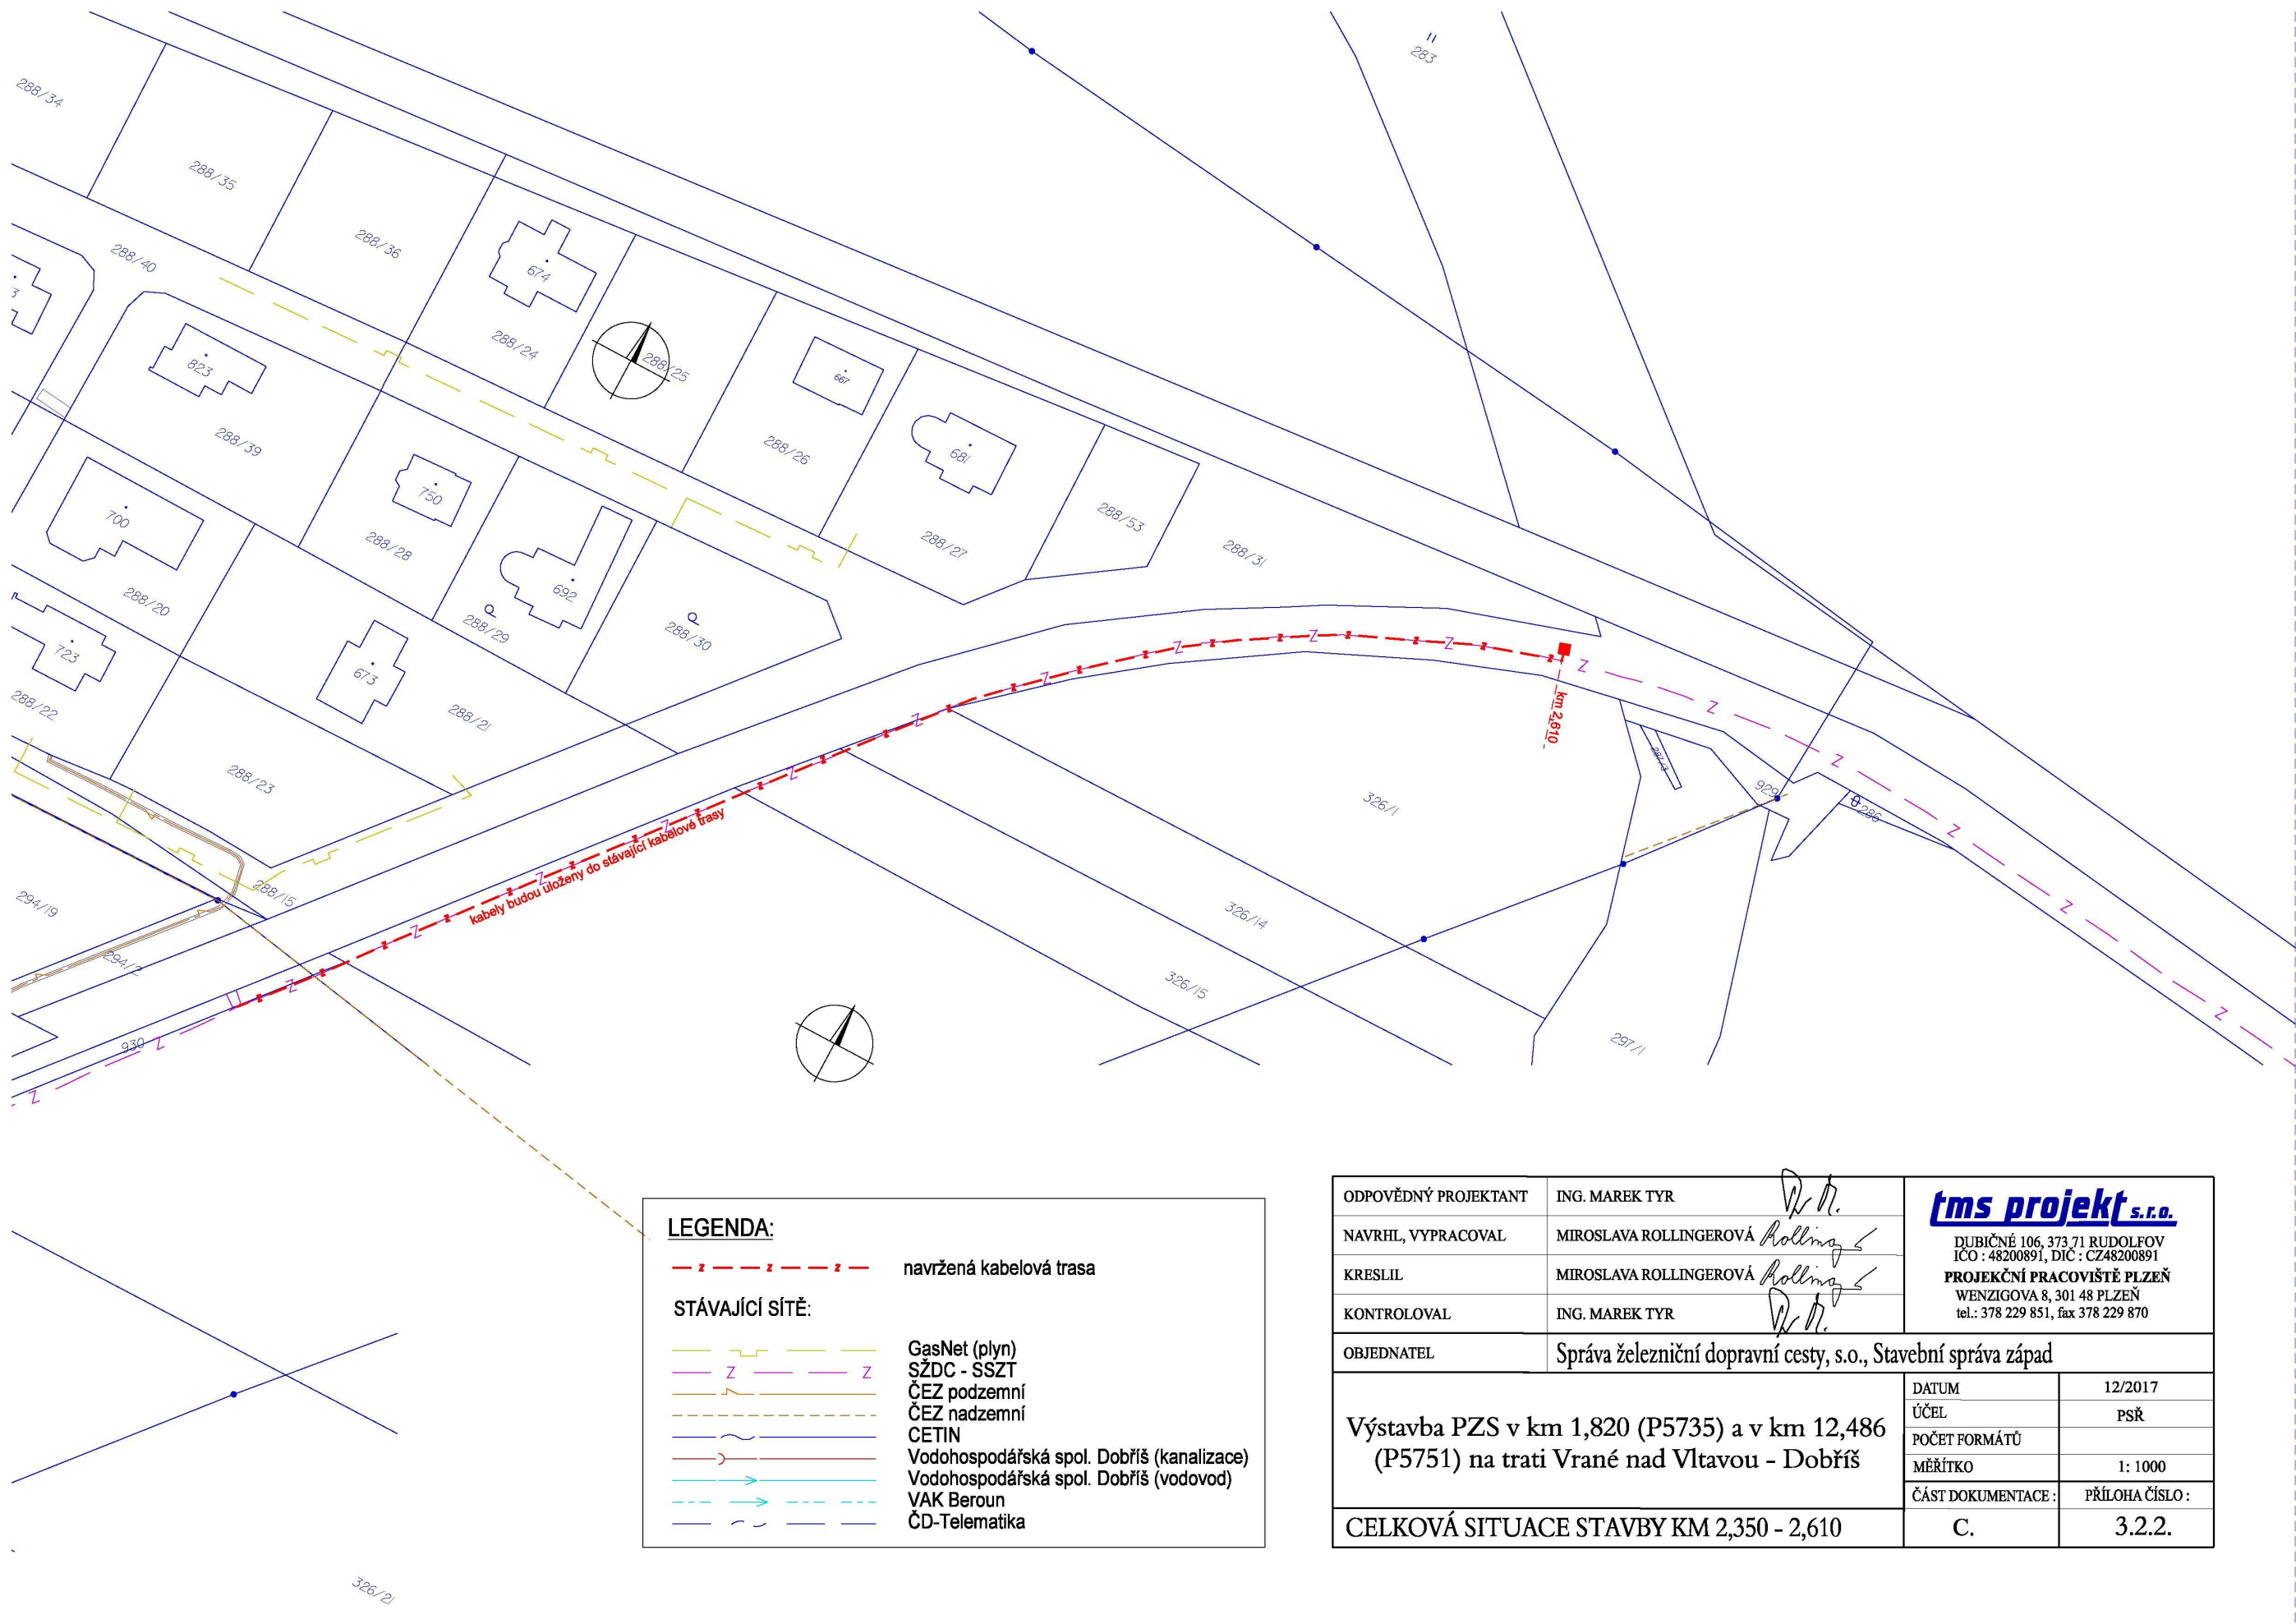 283
288/34
288/35
288/36
288/40
674
288/24
288/25
823
667
288/39
288/26
681
750
700
288/53
288/28
288/27
288/31
692
288/20
288/29
288/30
723
673
288/22
288/21
km 2,610
287/3
288/23
929
286
326/1
kabely budou uloženy do stávající kabelové trasy
288/15
294/19
326/14
294/2
326/15
930
297/1
326/21
LEGENDA:
navržená kabelová trasa
STÁVAJÍCÍ SÍTĚ:
GasNet (plyn)
SŽDC - SSZT
ČEZ podzemní
ČEZ nadzemní
CETIN
Vodohospodářská spol. Dobříš (kanalizace)
Vodohospodářská spol. Dobříš (vodovod)
VAK Beroun
ČD-Telematika
ODPOVĚDNÝ PROJEKTANT ING. MAREK TYR
NAVRHL, VYPRACOVAL MIROSLAVA ROLLINGEROVÁ
KRESLIL MIROSLAVA ROLLINGEROVÁ
KONTROLOVAL ING. MAREK TYR
tms projekt s.r.o.
DUBIČNÉ 106, 373 71 RUDOLFOV
IČO : 48200891, DIČ : CZ48200891
PROJEKČNÍ PRACOVIŠTĚ PLZEŇ
WENZIGOVA 8, 301 48 PLZEŇ
tel.: 378 229 851, fax 378 229 870
OBJEDNATEL Správa železniční dopravní cesty, s.o., Stavební správa západ
Výstavba PZS v km 1,820 (P5735) a v km 12,486
(P5751) na trati Vrané nad Vltavou - Dobříš
DATUM 12/2017
ÚČEL PSŘ
POČET FORMÁTŮ
MĚŘÍTKO 1: 1000
ČÁST DOKUMENTACE : PŘÍLOHA ČÍSLO :
CELKOVÁ SITUACE STAVBY KM 2,350 - 2,610
C. 3.2.2.